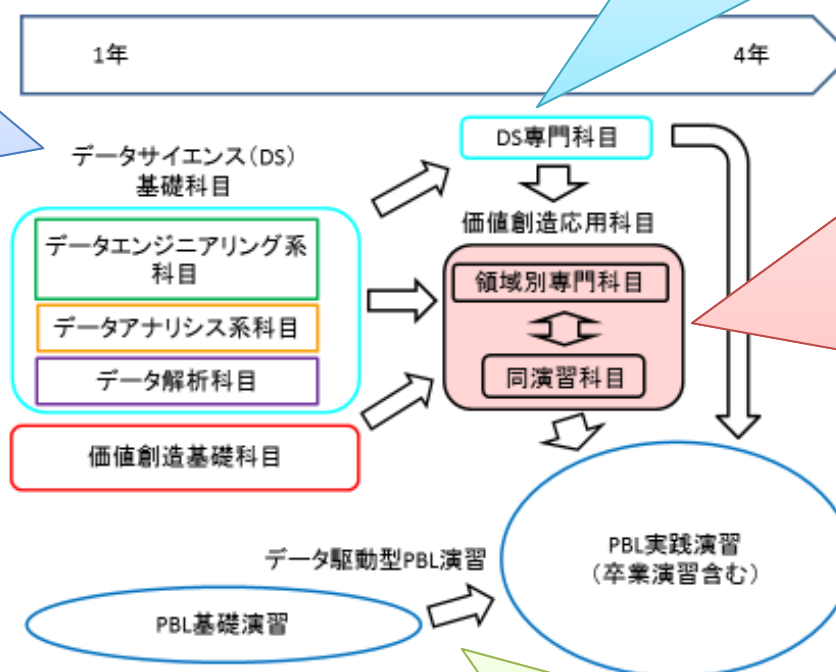 1年
4年
データサイエンス(DS)
基礎科目
DS専門科目
価値創造応用科目
データエンジニアリング系
科目
データアナリシス系科目
データ解析科目
領域別専門科目
同演習科目
価値創造基礎科目
データ駆動型PBL演習
PBL基礎演習
PBL実践演習
(卒業演習含む)